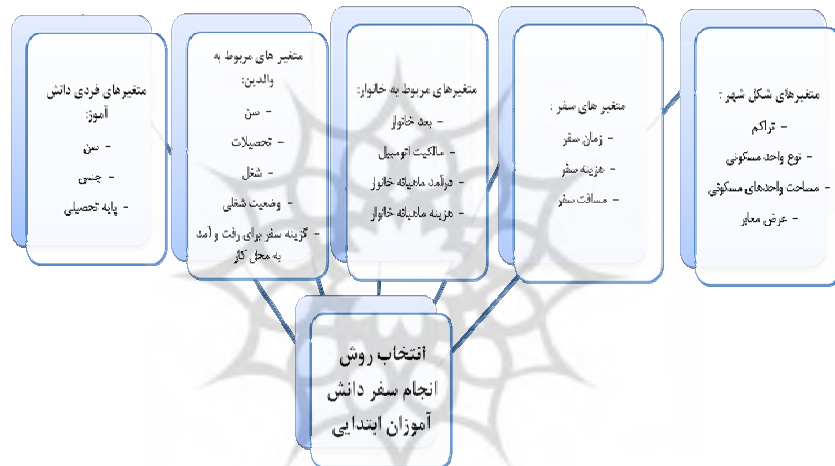 متغیرهای شکل شهر :
- تراکم
- نوع واحد مسکونی
- مساحت واحدهای مسکونی
- عرض معابر
متغیر های سفر :
- زمان سفر
- هزینه سفر
- مسافت سفر
متغیرهای مربوط به خانوار:
- بعد خانوار
- مالکیت اتومبیل
- درآمد ماهیانه خانوار
- هزینه ماهیانه خانوار
متغیر های مربوط به
والدین:
- سن
- تحصیلات
- شغل
- وضعیت شغلی
- گزینه سفر برای رفت و آمد
به محل کار
متغیرهای فردی دانش
آموز:
- سن
- جنس
- پایه تحصیلی
انتخاب روش
انجام سفر دانش
آموزان ابتدایی